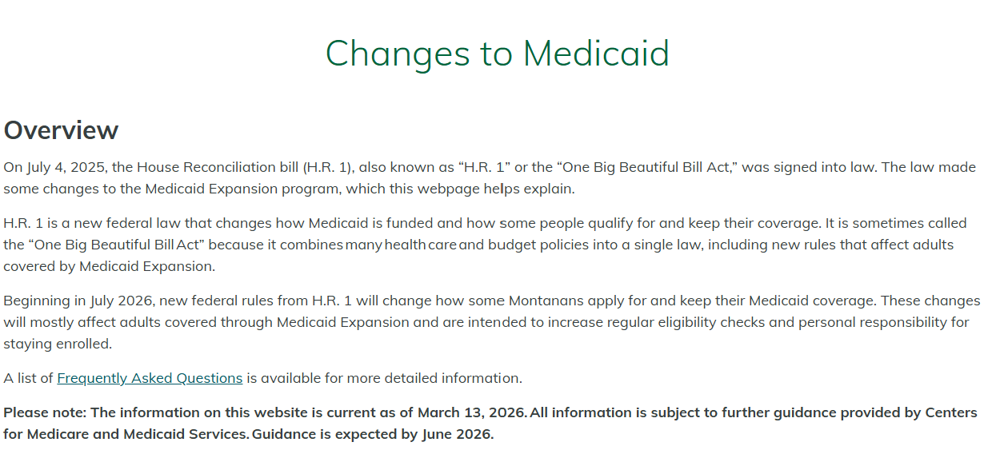 Changes to Medicaid
Overview
On July 4, 2025, the House Reconciliation bill (H.R. 1), also known as “H.R. 1” or the “One Big Beautiful Bill Act,” was signed into law. The law made
some changes to the Medicaid Expansion program, which this webpage helps explain.
H.R. 1 is a new federal law that changes how Medicaid is funded and how some people qualify for and keep their coverage. It is sometimes called
the “One Big Beautiful Bill Act” because it combines many health care and budget policies into a single law, including new rules that affect adults
covered by Medicaid Expansion.
Beginning in July 2026, new federal rules from H.R. 1 will change how some Montanans apply for and keep their Medicaid coverage. These changes
will mostly affect adults covered through Medicaid Expansion and are intended to increase regular eligibility checks and personal responsibility for
staying enrolled.
A list of Frequently Asked Questions is available for more detailed information.
Please note: The information on this website is current as of March 13, 2026. All information is subject to further guidance provided by Centers
for Medicare and Medicaid Services. Guidance is expected by June 2026.